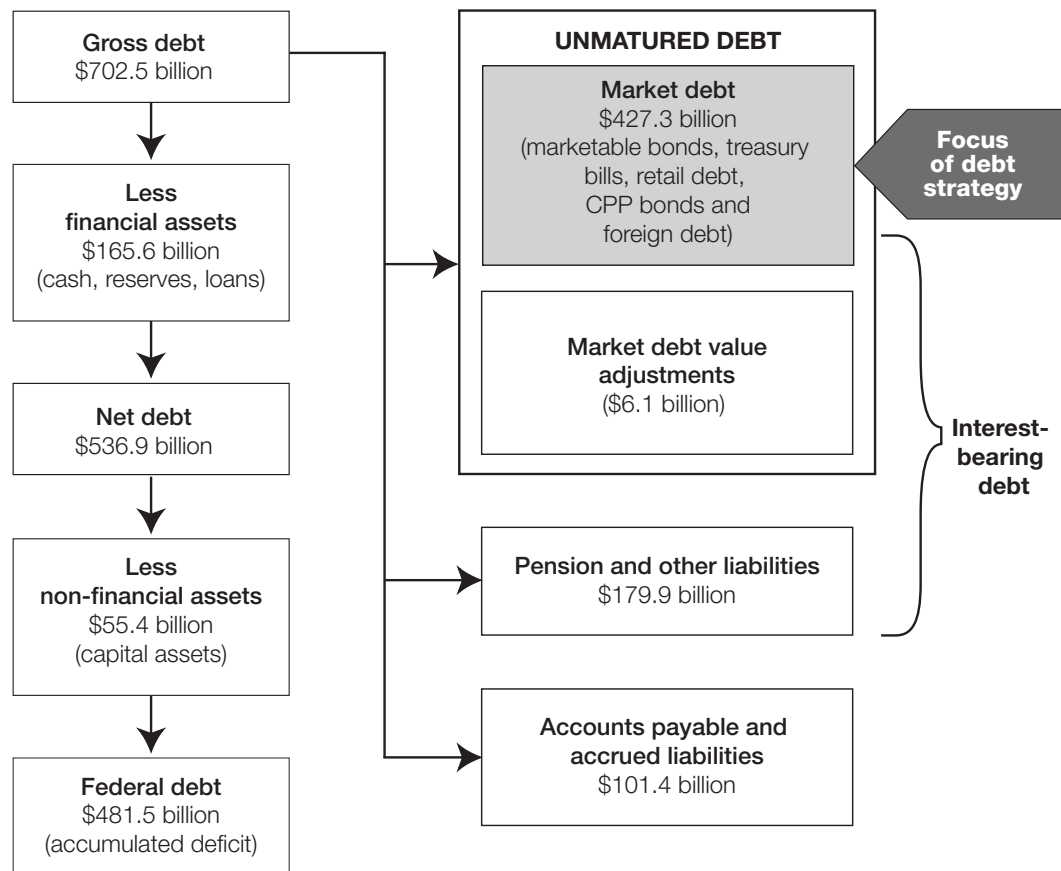 Gross debt
$702.5 billion
Less
financial assets
$165.6 billion
(cash, reserves, loans)
Net debt
$536.9 billion
Less
non-financial assets
$55.4 billion
(capital assets)
Federal debt
$481.5 billion
(accumulated deficit)
UNMATURED DEBT
Market debt
$427.3 billion
(marketable bonds, treasury
bills, retail debt,
CPP bonds and
foreign debt)
Focus
of debt
strategy
Market debt value
adjustments
($6.1 billion)
Interest-
bearing
debt
Pension and other liabilities
$179.9 billion
Accounts payable and
accrued liabilities
$101.4 billion